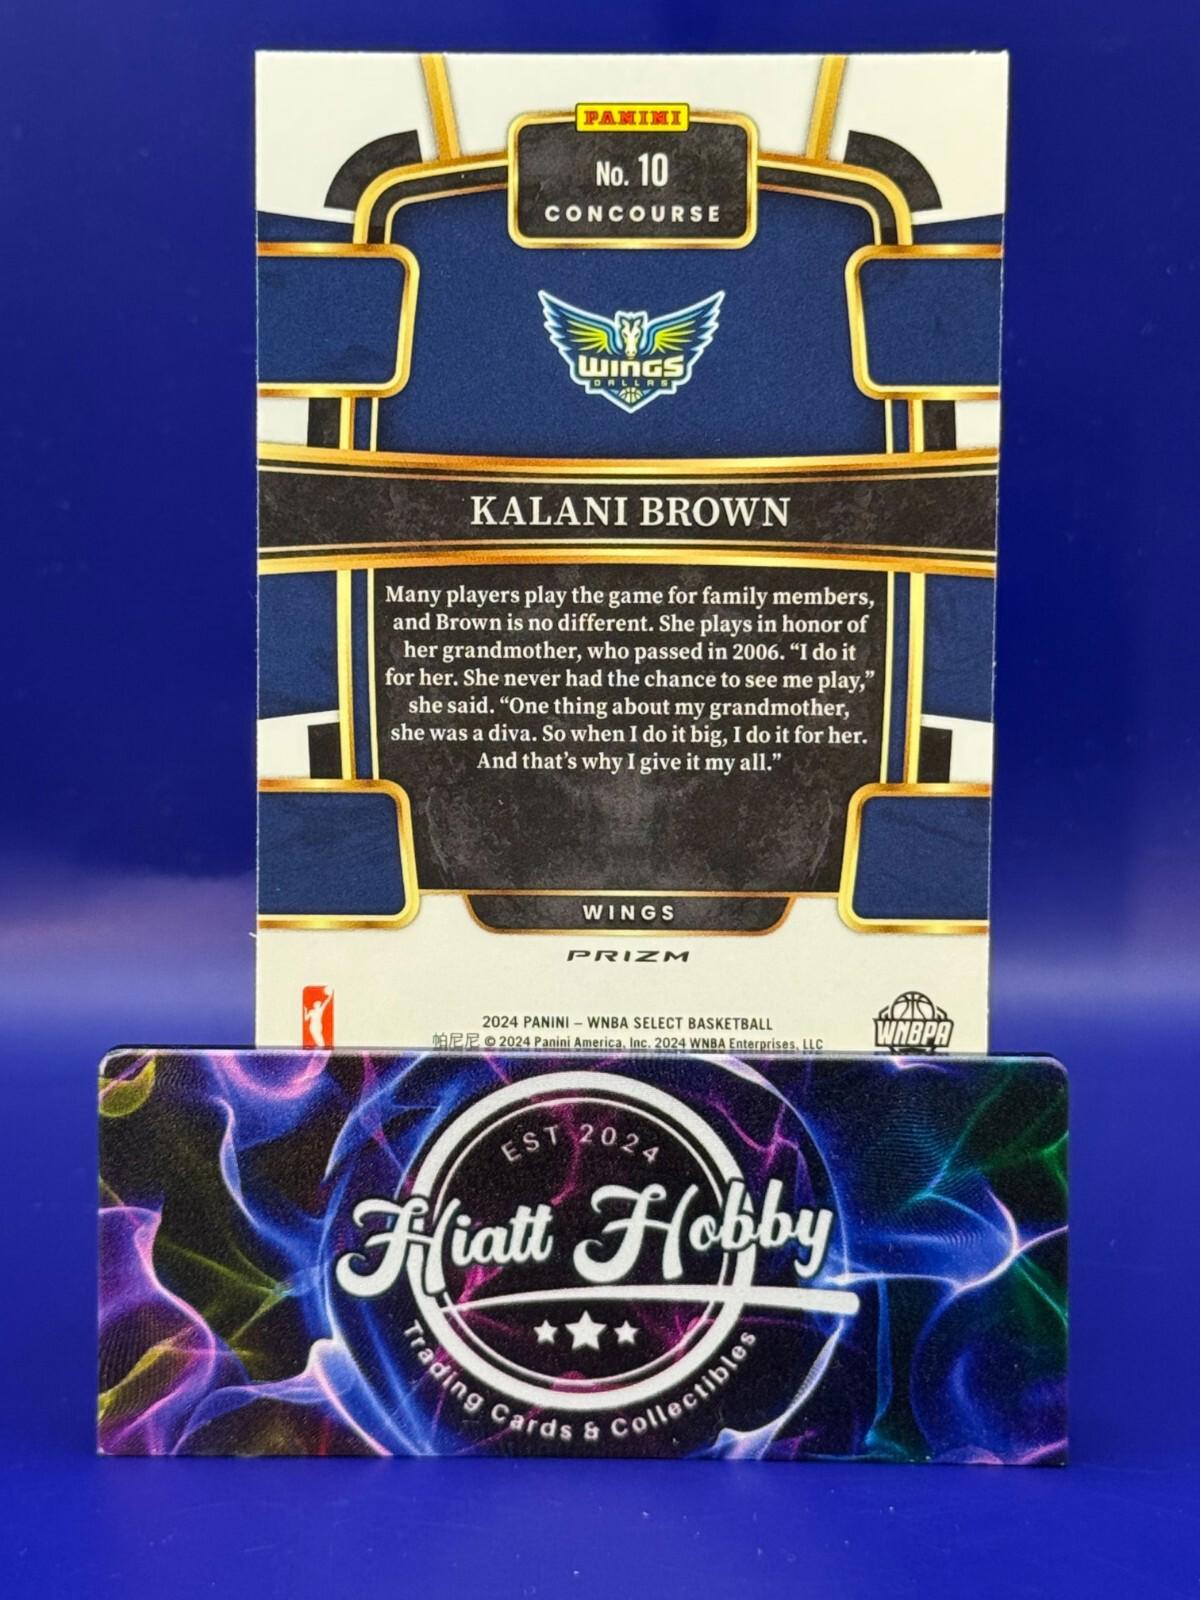 PANINI
No. 10
CONCOURSE
WINGS
DALLAS
KALANI BROWN
Many players play the game for family members,
and Brown is no different. She plays in honor of
her grandmother, who passed in 2006. “I do it
for her. She never had the chance to see me play,”
she said. “One thing about my grandmother,
she was a diva. So when I do it big, I do it for her.
And that’s why I give it my all.”
WINGS
PRIZM
2024 PANINI – WNBA SELECT BASKETBALL
帕尼尼 © 2024 Panini America, Inc. 2024 WNBA Enterprises, LLC
WNBPA
EST 2024
Hiatt Hobby
Trading Cards & Collectibles